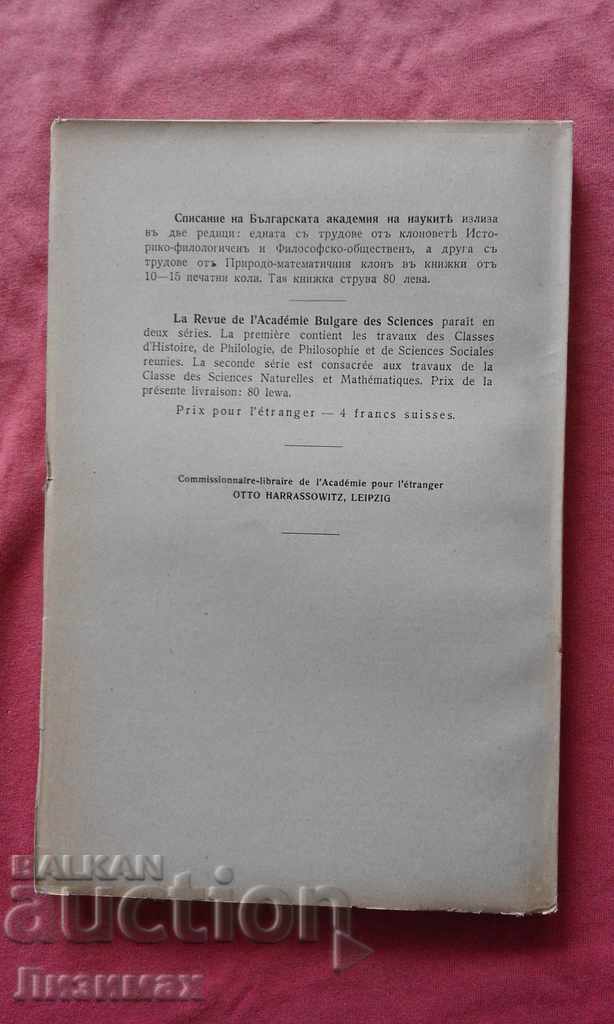 Списание на Българската академия на наукитѣ излиза
въ две редици: едната съ трудове отъ клоноветѣ Исто-
рико-филологиченъ и Философско-общественъ, а друга съ
трудове отъ Природо-математичния клонъ въ книжки отъ
10—15 печатни коли. Тая книжка струва 80 лева.
La Revue de l'Académie Bulgare des Sciences paraît en
deux séries. La première contient les travaux des Classes
d'Histoire, de Philologie, de Philosophie et de Sciences Sociales
reunies. La seconde série est consacrée aux travaux de la
Classe des Sciences Naturelles et Mathématiques. Prix de la
présente livraison: 80 lewa.
Prix pour l'étranger — 4 francs suisses.
Commissionnaire-libraire de l'Académie pour l'étranger
OTTO HARRASSOWITZ, LEIPZIG
BALKAN
auction
Лизимах